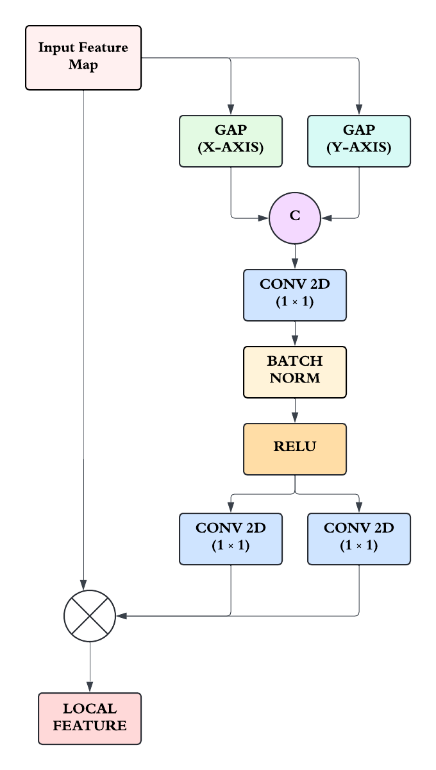 Input Feature
Map
GAP
(X-AXIS)
GAP
(Y-AXIS)
C
CONV 2D
(1 × 1)
BATCH
NORM
RELU
CONV 2D
(1 × 1)
CONV 2D
(1 × 1)
LOCAL
FEATURE